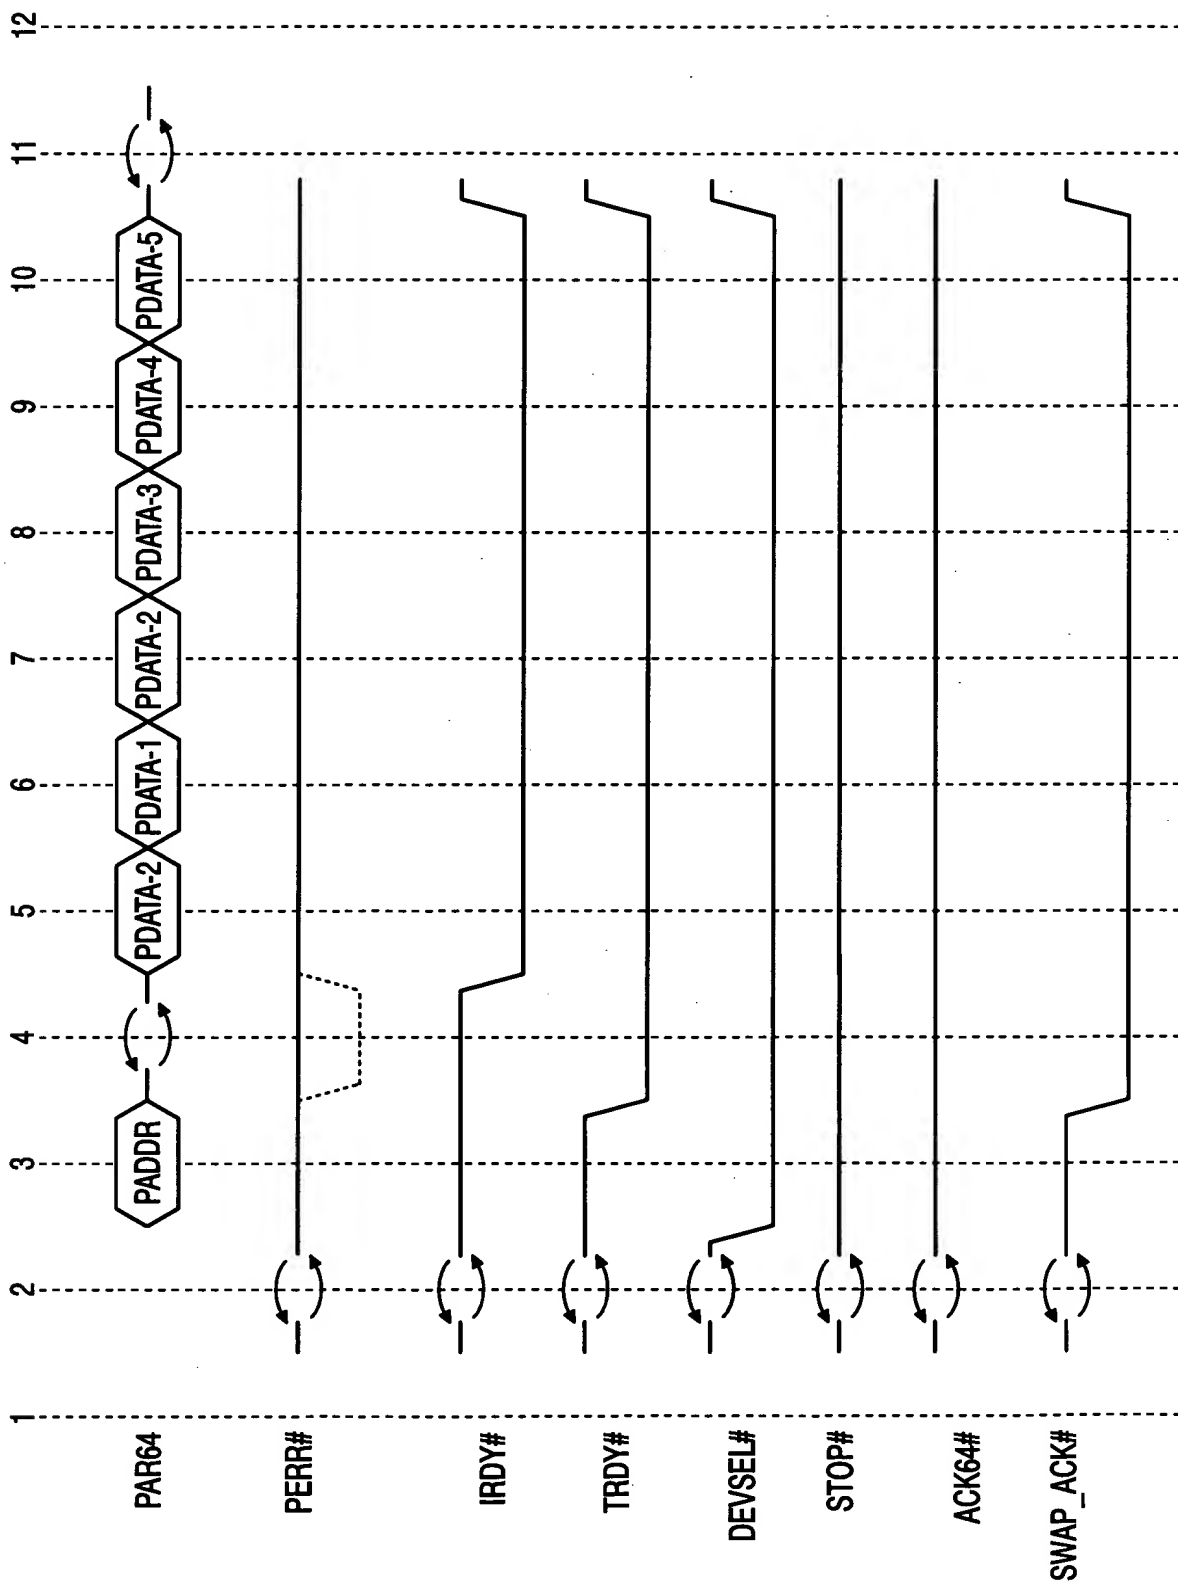 1 2 3 4 5 6 7 8 9 10 11 12
PAR64 PADDR PDATA-2 PDATA-1 PDATA-2 PDATA-3 PDATA-4 PDATA-5
PERR#
IRDY#
TRDY#
DEVSEL#
STOP#
ACK64#
SWAP_ACK#